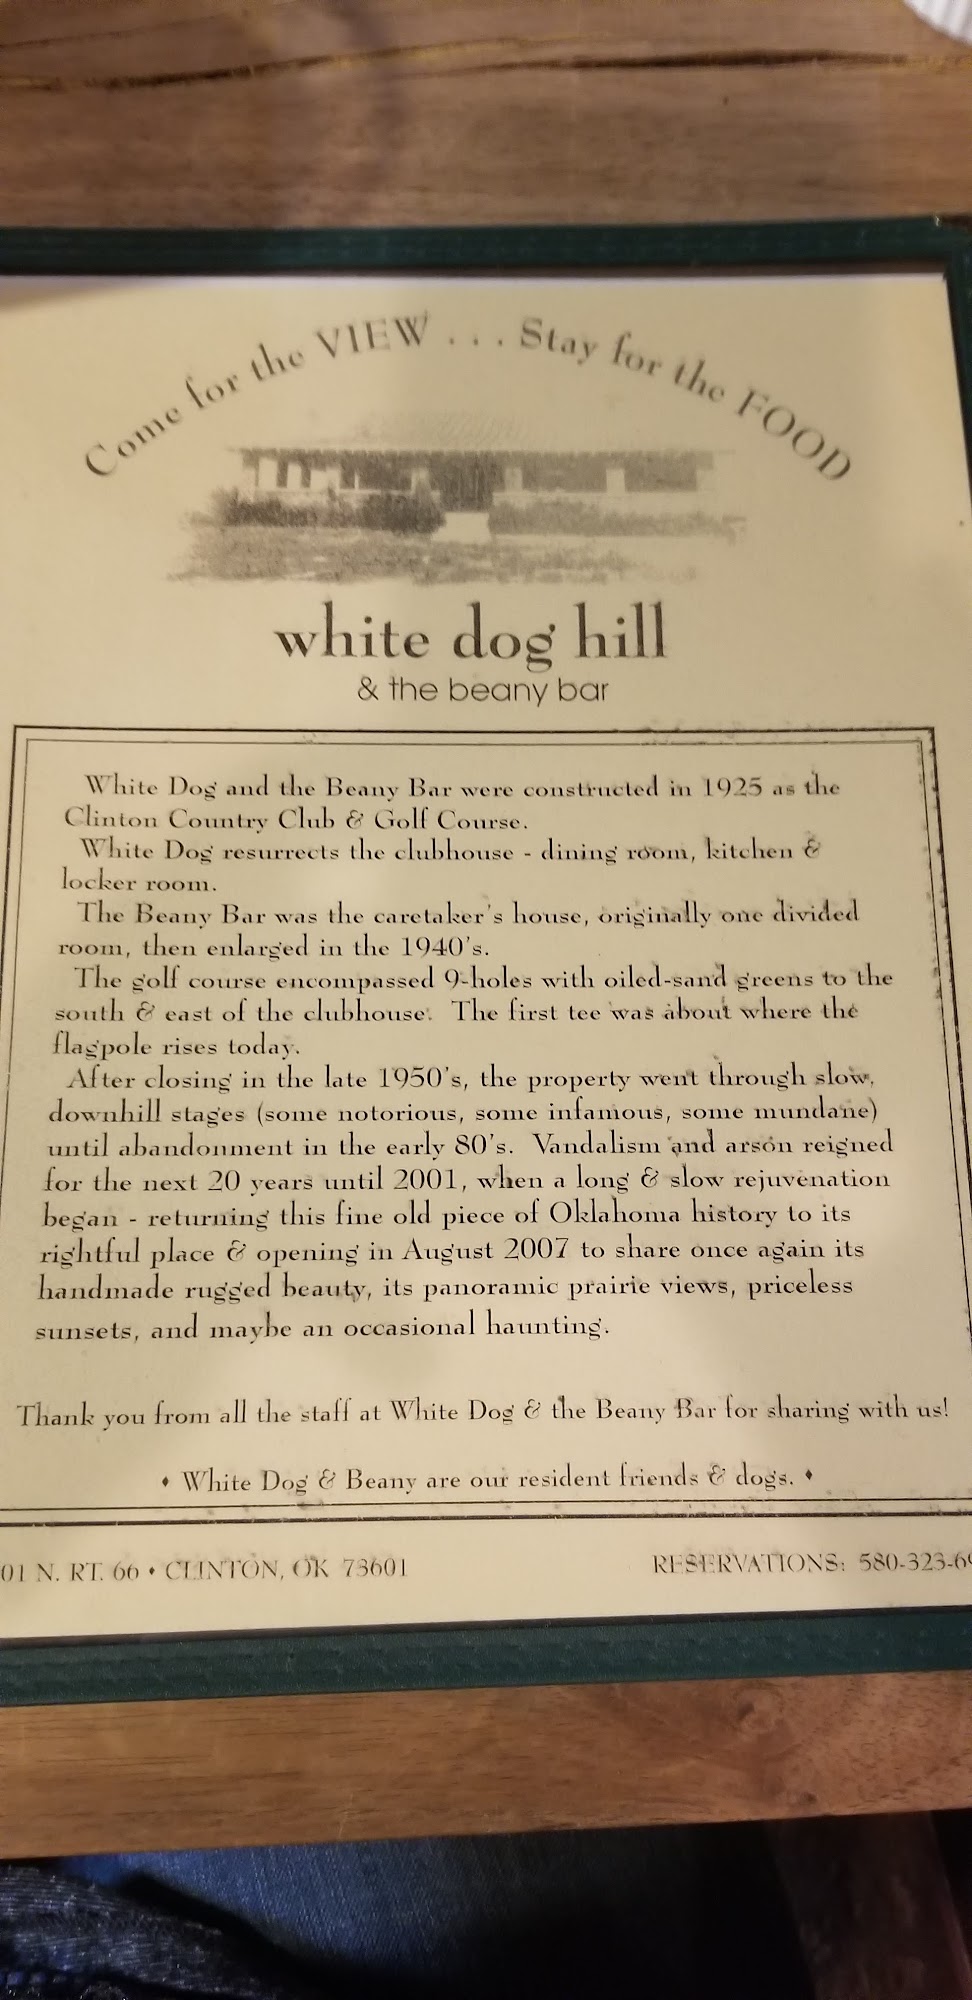 Come for the VIEW . . . Stay for the FOOD
white dog hill
& the beany bar
White Dog and the Beany Bar were constructed in 1925 as the
Clinton Country Club & Golf Course.
White Dog resurrects the clubhouse - dining room, kitchen &
locker room.
The Beany Bar was the caretaker's house, originally one divided
room, then enlarged in the 1940's.
The golf course encompassed 9-holes with oiled-sand greens to the
south & east of the clubhouse. The first tee was about where the
flagpole rises today.
After closing in the late 1950's, the property went through slow,
downhill stages (some notorious, some infamous, some mundane)
until abandonment in the early 80's. Vandalism and arson reigned
for the next 20 years until 2001, when a long & slow rejuvenation
began - returning this fine old piece of Oklahoma history to its
rightful place & opening in August 2007 to share once again its
handmade rugged beauty, its panoramic prairie views, priceless
sunsets, and maybe an occasional haunting.
Thank you from all the staff at White Dog & the Beany Bar for sharing with us!
♦ White Dog & Beany are our resident friends & dogs. ♦
01 N. RT. 66 • CLINTON, OK 73601 RESERVATIONS: 580-323-6